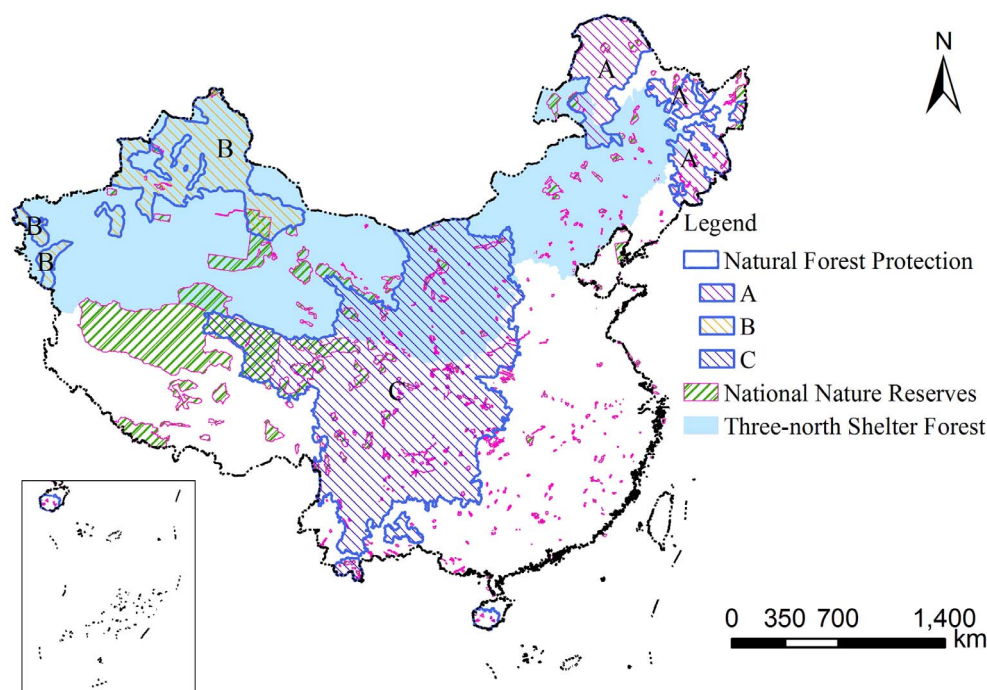 N
A
A
A
B
B
B
C
Legend
Natural Forest Protection
A
B
C
National Nature Reserves
Three-north Shelter Forest
0 350 700 1,400
km